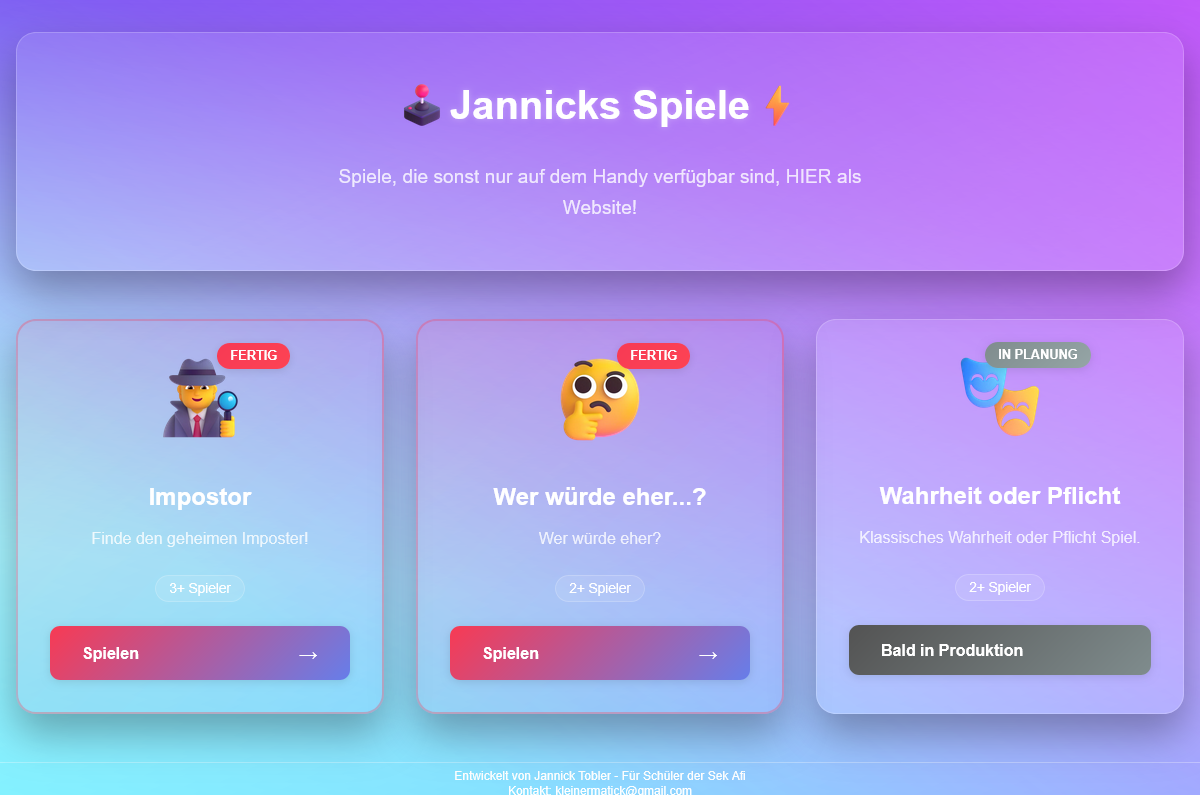 Jannicks Spiele
Spiele, die sonst nur auf dem Handy verfügbar sind, HIER als
Website!
FERTIG
Impostor
Finde den geheimen Imposter!
3+ Spieler
Spielen →
FERTIG
Wer würde eher...?
Wer würde eher?
2+ Spieler
Spielen →
IN PLANUNG
Wahrheit oder Pflicht
Klassisches Wahrheit oder Pflicht Spiel.
2+ Spieler
Bald in Produktion
Entwickelt von Jannick Tobler - Für Schüler der Sek Afi
Kontakt: kleinermatick@gmail.com